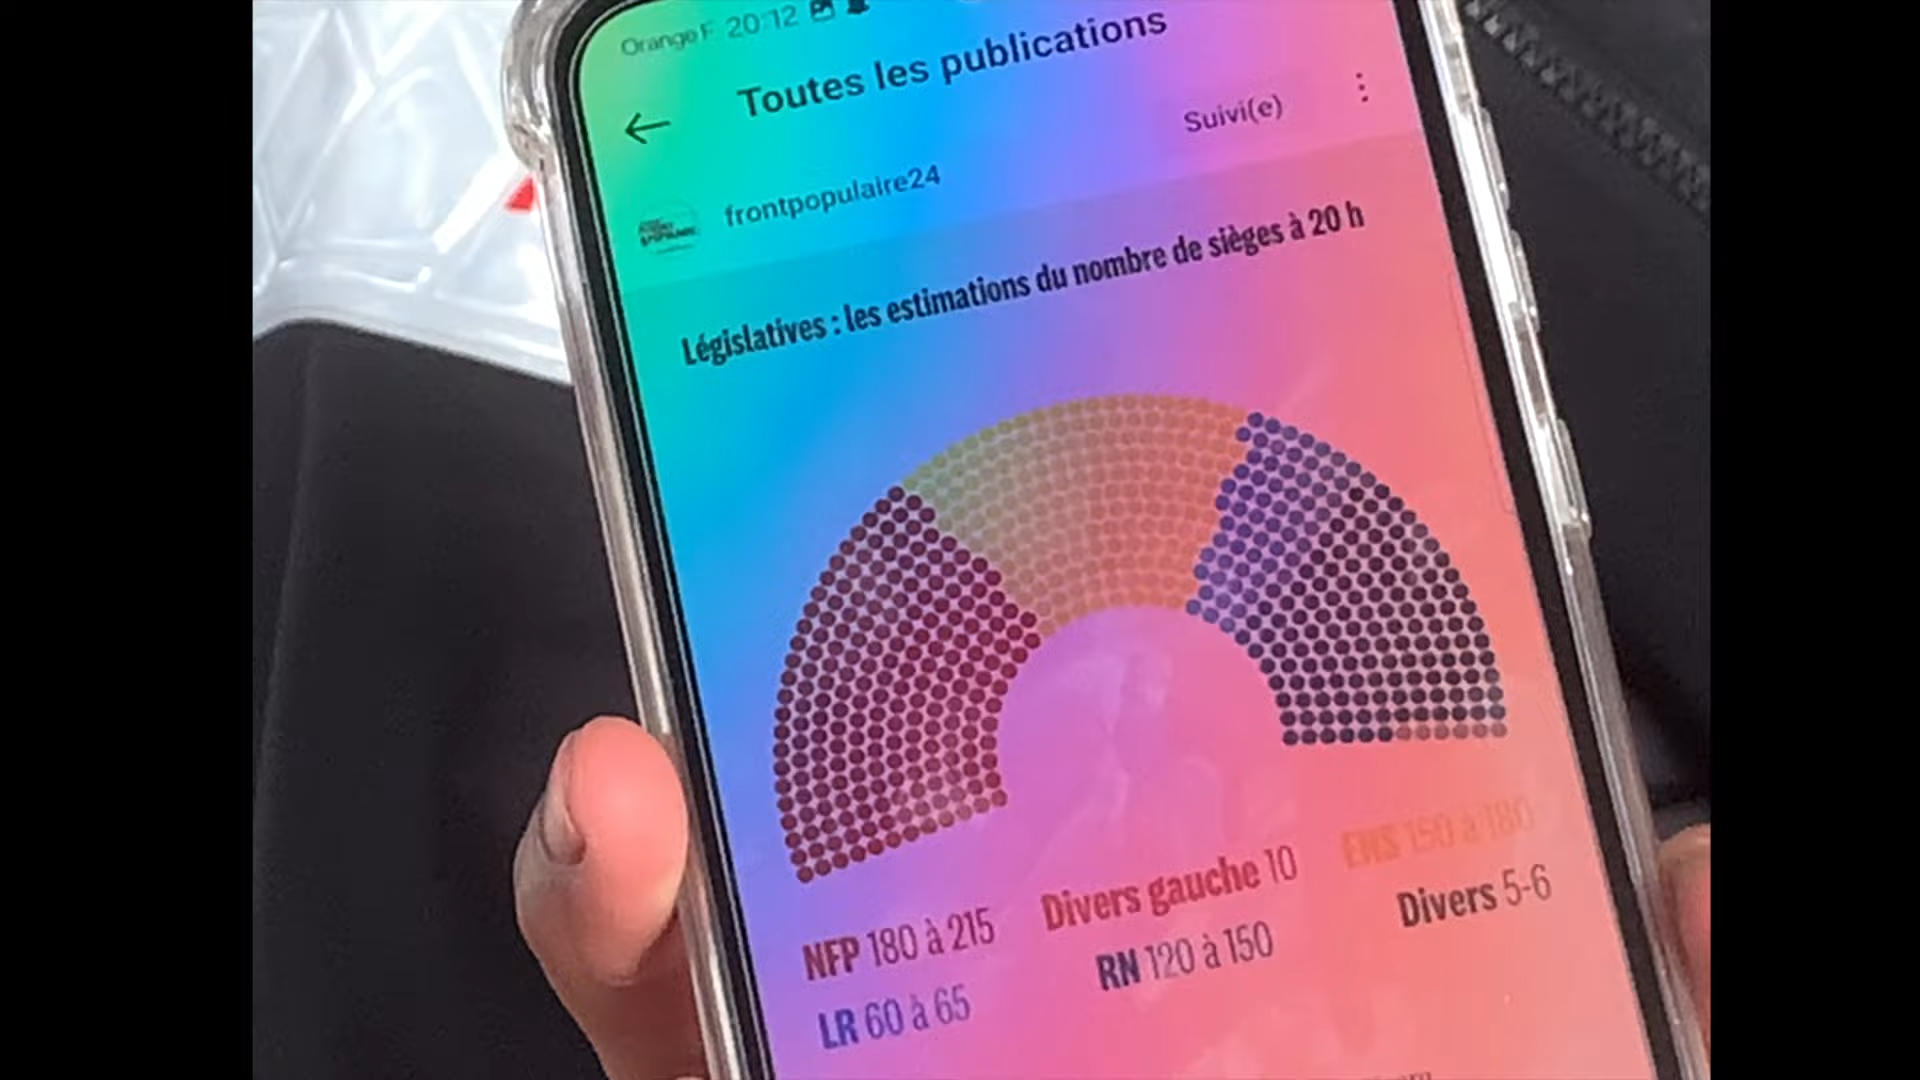 Orange F 20:12
Toutes les publications
Suivi(e)
frontpopulaire24
Législatives : les estimations du nombre de sièges à 20 h
NFP 180 à 215
Divers gauche 10
ENS 150 à 180
LR 60 à 65
RN 120 à 150
Divers 5-6